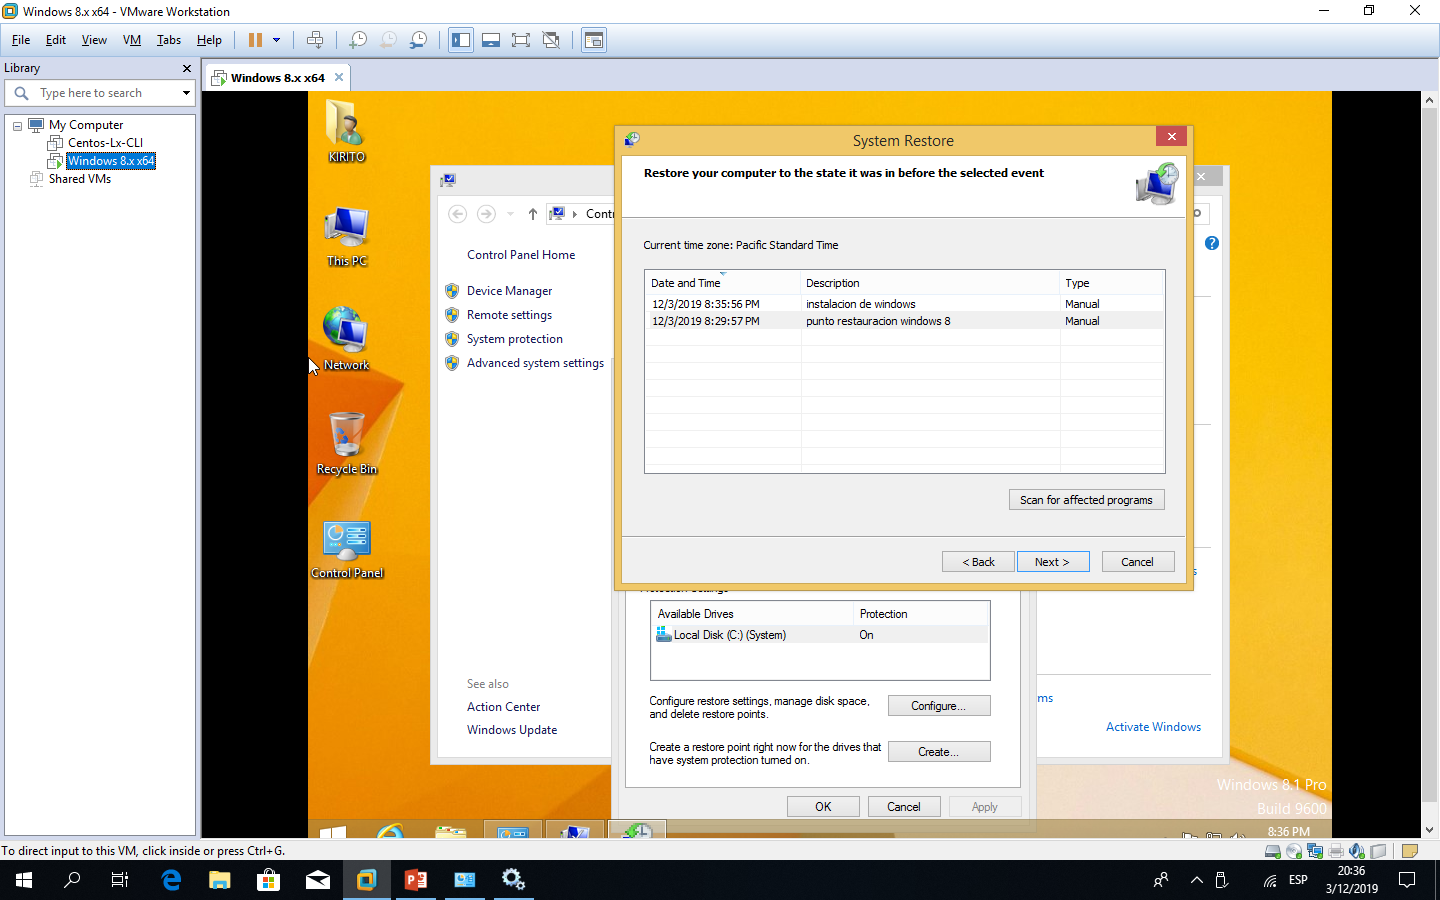 Windows 8.x x64 - VMware Workstation
File Edit View VM Tabs Help
Library
Type here to search
My Computer
Centos-Lx-CLI
Windows 8.x x64
Shared VMs
Windows 8.x x64
KIRITO
This PC
Network
Recycle Bin
Control Panel
Control Panel Home
Device Manager
Remote settings
System protection
Advanced system settings
See also
Action Center
Windows Update
System Restore
Restore your computer to the state it was in before the selected event
Current time zone: Pacific Standard Time
Date and Time Description Type
12/3/2019 8:35:56 PM instalacion de windows Manual
12/3/2019 8:29:57 PM punto restauracion windows 8 Manual
Scan for affected programs
< Back Next > Cancel
Available Drives Protection
Local Disk (C:) (System) On
Configure restore settings, manage disk space,
and delete restore points.
Configure...
Create a restore point right now for the drives that
have system protection turned on.
Create...
OK Cancel Apply
Activate Windows
Windows 8.1 Pro
Build 9600
8:36 PM
To direct input to this VM, click inside or press Ctrl+G.
ESP
20:36
3/12/2019